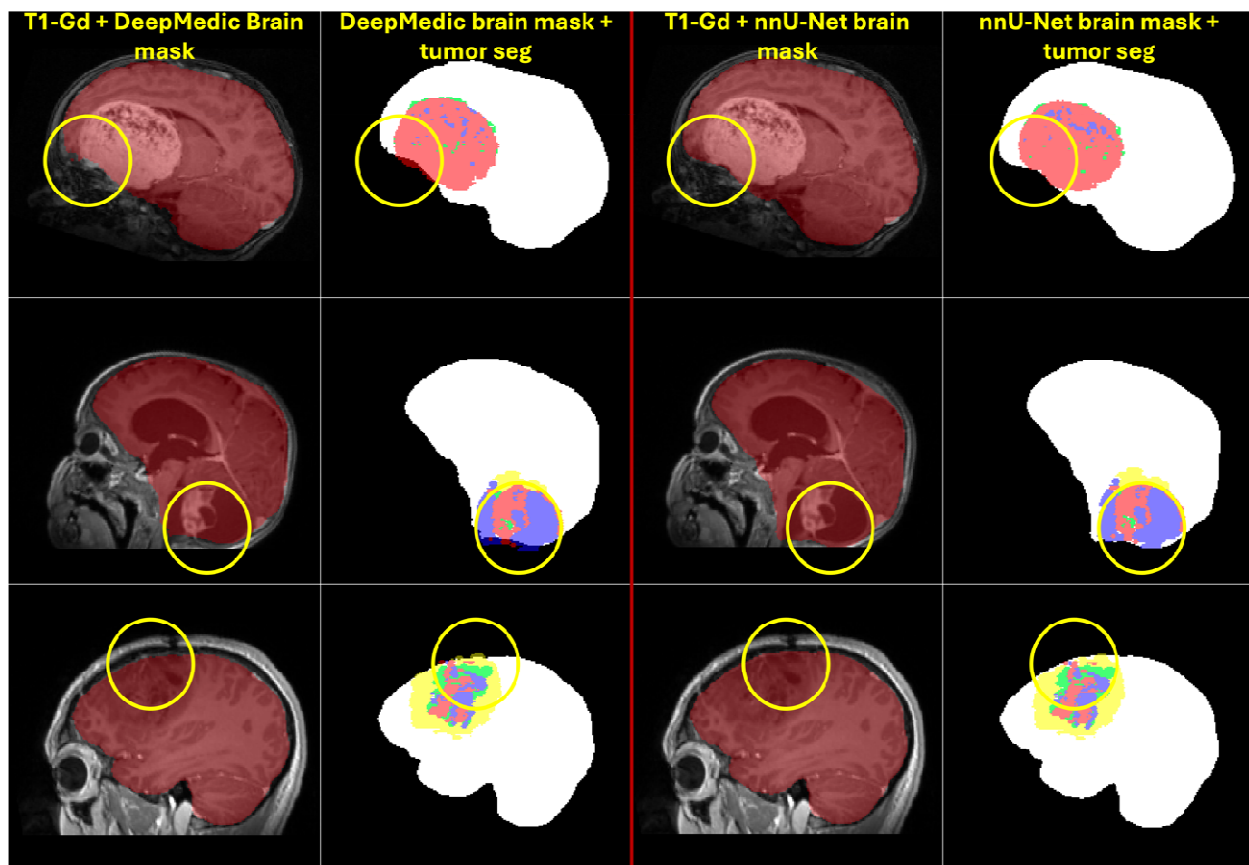 T1-Gd + DeepMedic Brain
mask
DeepMedic brain mask +
tumor seg
T1-Gd + nnU-Net brain
mask
nnU-Net brain mask +
tumor seg